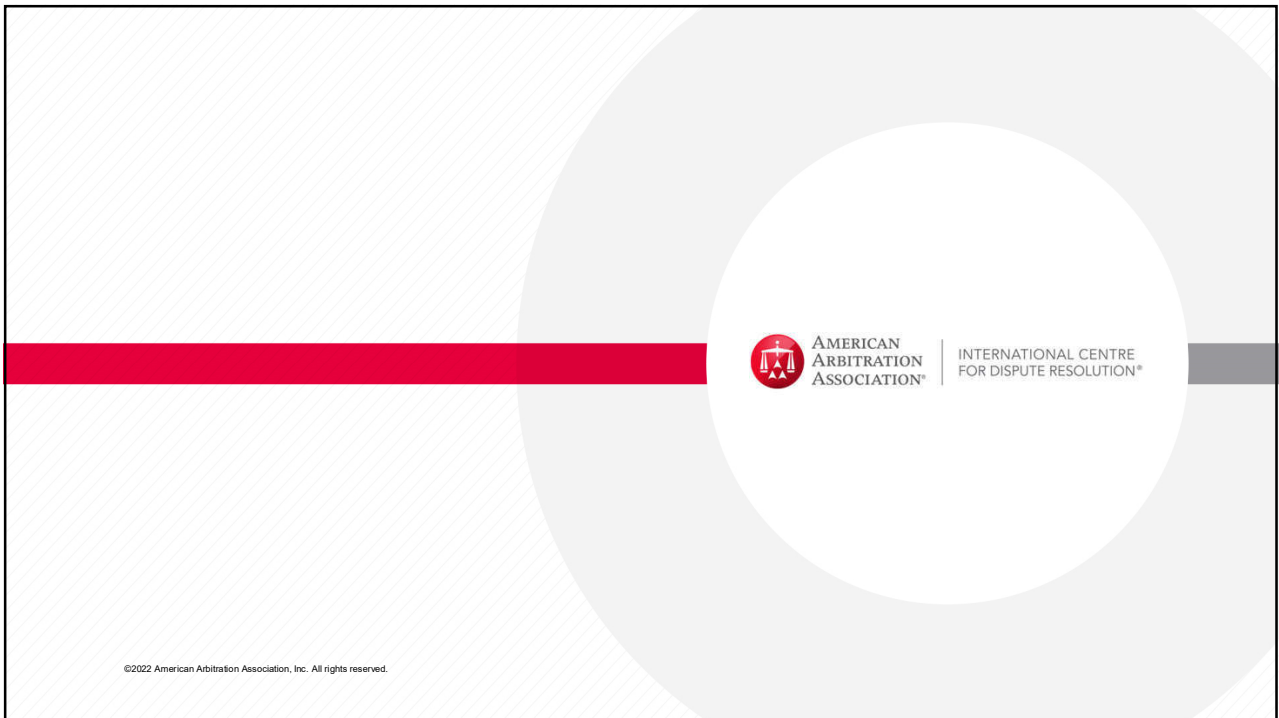 AMERICAN
ARBITRATION
ASSOCIATION®
INTERNATIONAL CENTRE
FOR DISPUTE RESOLUTION®
©2022 American Arbitration Association, Inc. All rights reserved.